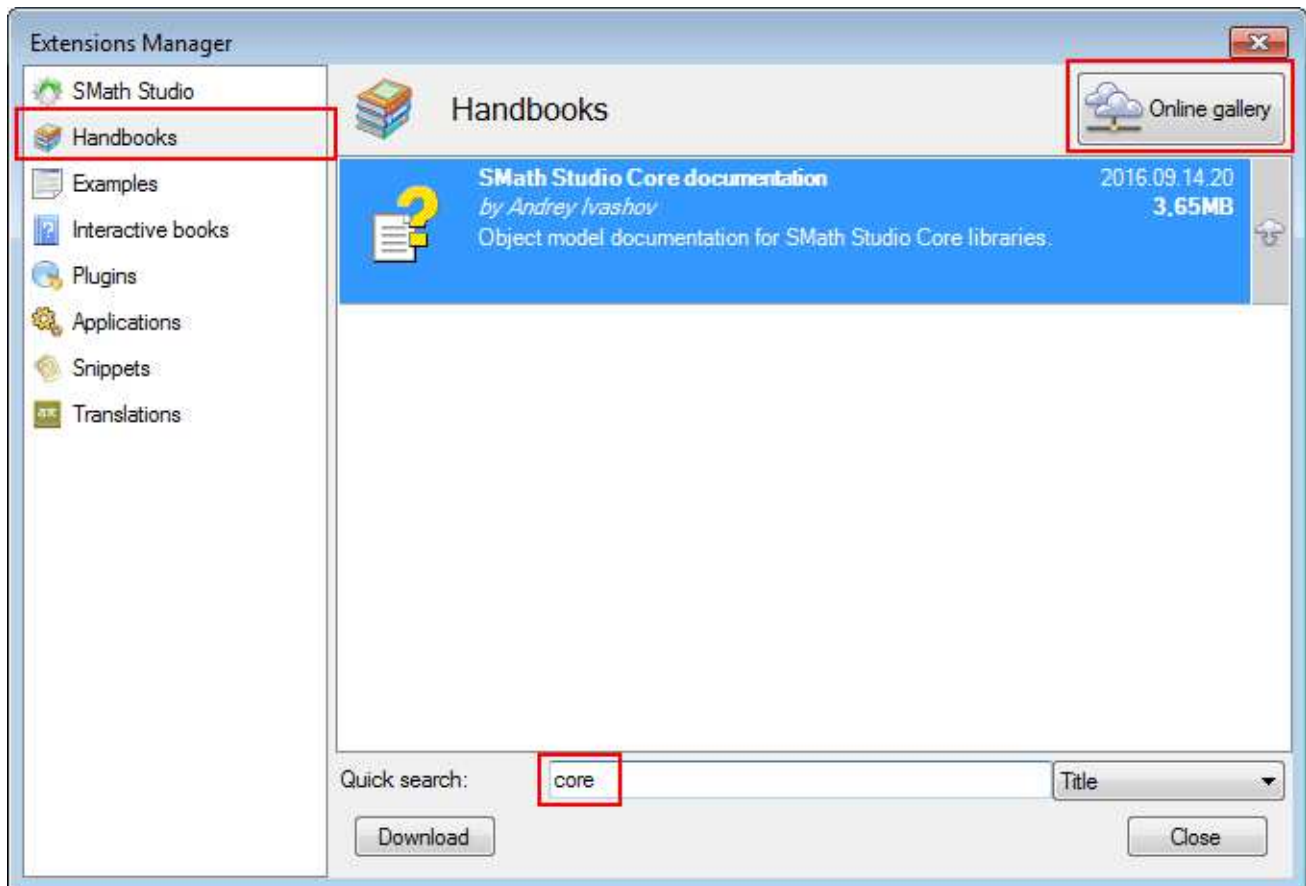 Extensions Manager
SMath Studio
Handbooks
Examples
Interactive books
Plugins
Applications
Snippets
Translations
Handbooks
Online gallery
SMath Studio Core documentation
2016.09.14.20
by Andrey Ivashov
3,65MB
Object model documentation for SMath Studio Core libraries.
Quick search:
core
Title
Download
Close